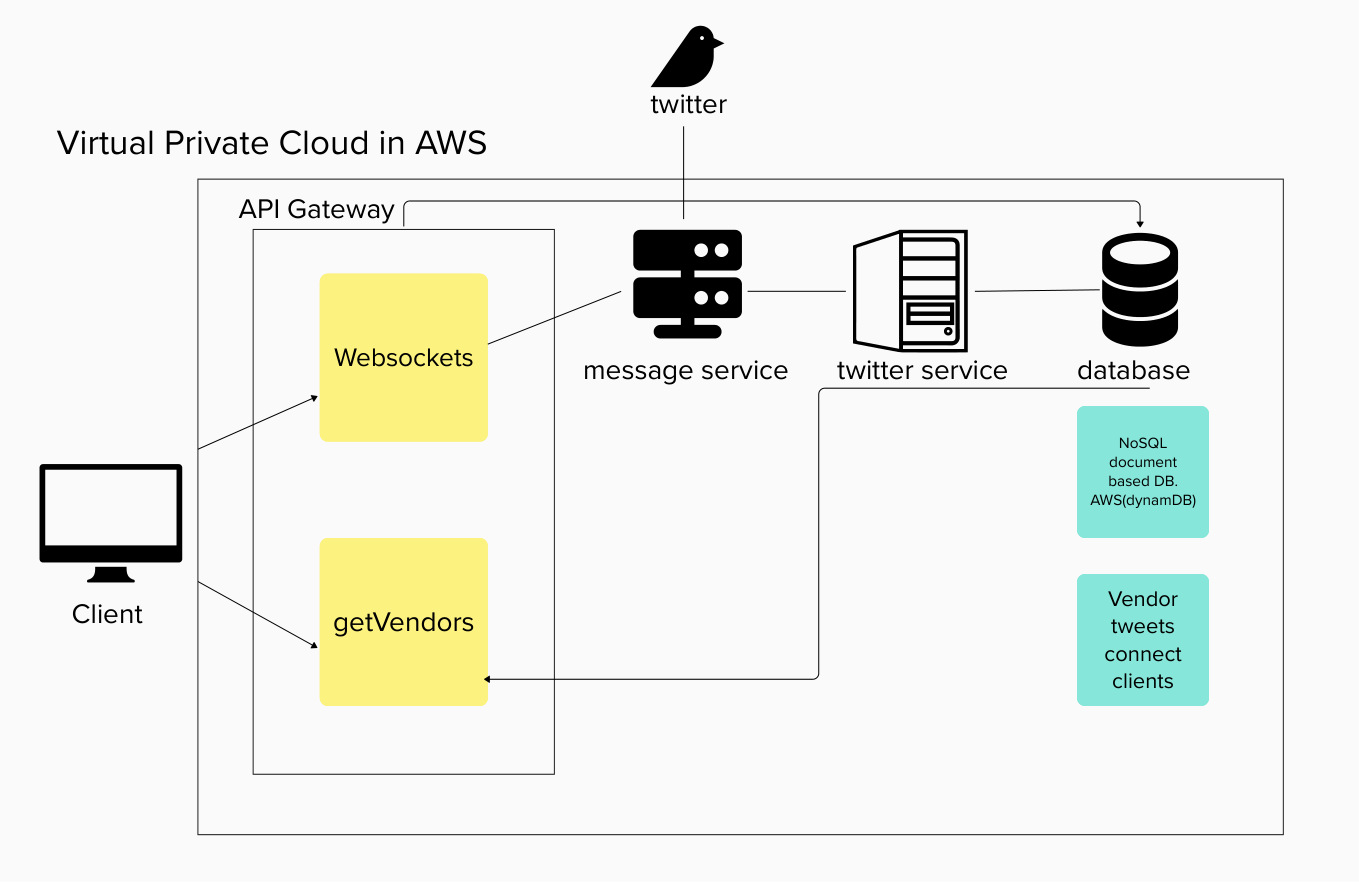 twitter
Virtual Private Cloud in AWS
API Gateway
Websockets
message service
twitter service
database
NoSQL
document
based DB.
AWS(dynamDB)
Client
getVendors
Vendor
tweets
connect
clients